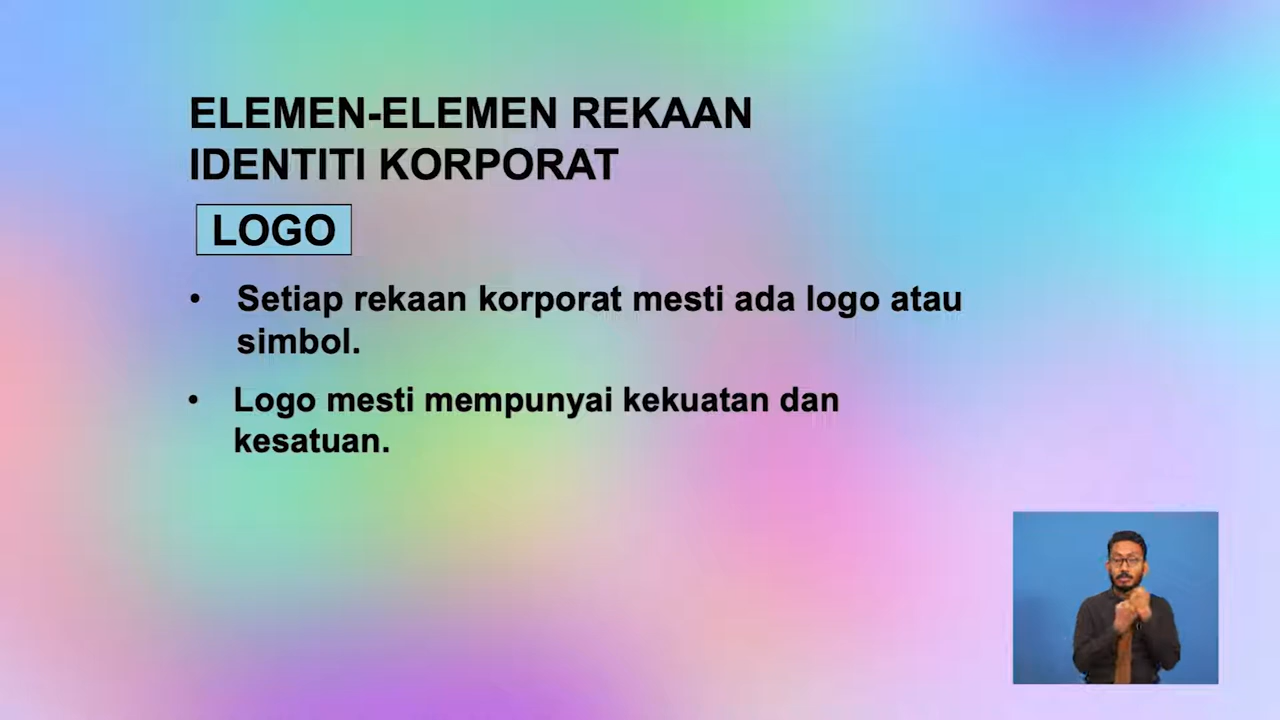 ELEMEN-ELEMEN REKAAN
IDENTITI KORPORAT
LOGO
• Setiap rekaan korporat mesti ada logo atau
simbol.
• Logo mesti mempunyai kekuatan dan
kesatuan.